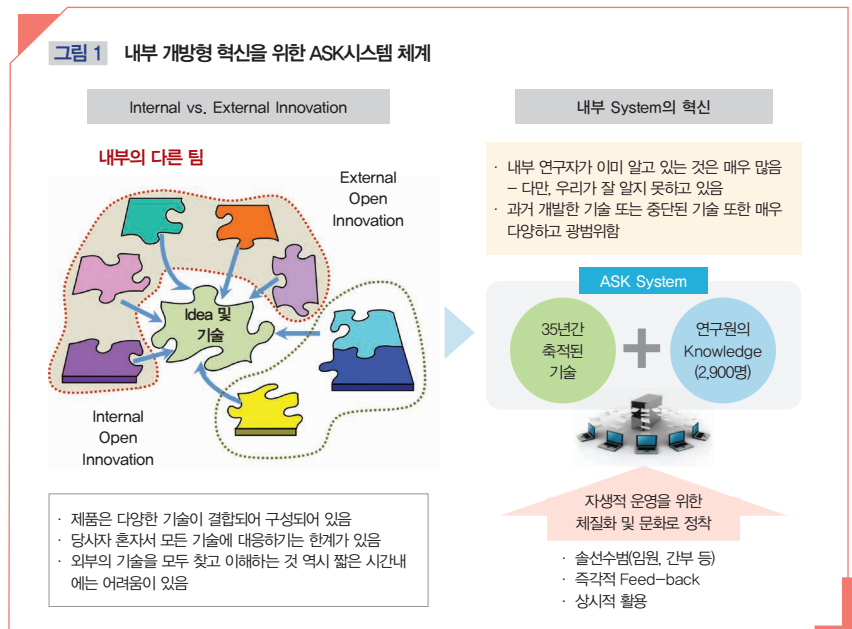 그림 1 내부 개방형 혁신을 위한 ASK시스템 체계
Internal vs. External Innovation
내부의 다른 팀
External
Open
Innovation
Idea 및
기술
Internal
Open
Innovation
· 제품은 다양한 기술이 결합되어 구성되어 있음
· 당사자 혼자서 모든 기술에 대응하기는 한계가 있음
· 외부의 기술을 모두 찾고 이해하는 것 역시 짧은 시간내
에는 어려움이 있음
내부 System의 혁신
· 내부 연구자가 이미 알고 있는 것은 매우 많음
– 다만, 우리가 잘 알지 못하고 있음
· 과거 개발한 기술 또는 중단된 기술 또한 매우
다양하고 광범위함
ASK System
35년간
축적된
기술
+
연구원의
Knowledge
(2,900명)
자생적 운영을 위한
체질화 및 문화로 정착
· 솔선수범(임원, 간부 등)
· 즉각적 Feed-back
· 상시적 활용